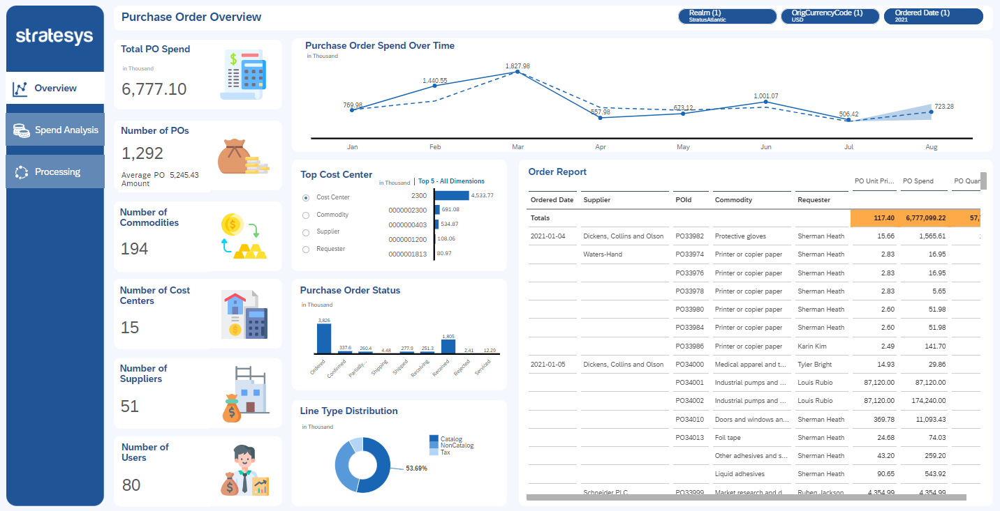 stratesys
Overview
Spend Analysis
Processing
Purchase Order Overview
Realm (1)
StratusAtlantic
OrigCurrencyCode (1)
USD
Ordered Date (1)
2021
Total PO Spend
in Thousand
6,777.10
Number of POs
1,292
Average PO 5,245.43
Amount
Number of
Commodities
194
Number of Cost
Centers
15
Number of
Suppliers
51
Number of
Users
80
Purchase Order Spend Over Time
in Thousand
769.98
1,440.55
1,827.98
557.98
673.12
1,001.07
506.42
723.28
Jan Feb Mar Apr May Jun Jul Aug
Top Cost Center
in Thousand
Top 5 - All Dimensions
Cost Center
Commodity
Supplier
Requester
2300 4,533.77
0000002300 691.08
0000000403 534.87
0000001200 108.06
0000001813 80.97
Purchase Order Status
in Thousand
3,826 337.6 260.4 4.48 277.9 251.3 1,805 2.41 12.29
Ordered Confirmed Partially... Shipping Shipped Receiving Received Rejected Serviced
Line Type Distribution
in Thousand
Catalog
NonCatalog
Tax
53.69%
Order Report
PO Unit Pri... PO Spend PO Quan
Ordered Date Supplier POId Commodity Requester
Totals 117.40 6,777,099.22 57,
2021-01-04 Dickens, Collins and Olson PO33982 Protective gloves Sherman Heath 15.66 1,565.61
Waters-Hand PO33974 Printer or copier paper Sherman Heath 2.83 16.95
PO33976 Printer or copier paper Sherman Heath 2.83 16.95
PO33978 Printer or copier paper Sherman Heath 2.83 5.65
PO33980 Printer or copier paper Sherman Heath 2.60 51.98
PO33984 Printer or copier paper Sherman Heath 2.60 51.98
PO33986 Printer or copier paper Karin Kim 2.49 141.70
2021-01-05 Dickens, Collins and Olson PO34000 Medical apparel and t... Tyler Bright 14.93 29.86
PO34001 Industrial pumps and ... Louis Rubio 87,120.00 87,120.00
PO34002 Industrial pumps and ... Louis Rubio 87,120.00 174,240.00
PO34010 Doors and windows an... Sherman Heath 369.78 11,093.43
PO34013 Foil tape Sherman Heath 24.68 74.03
Other adhesives and s... Sherman Heath 43.20 259.20
Liquid adhesives Sherman Heath 90.65 543.92
Schneider PLC PO33999 Market research and d Ruben Jackson 4,354.99 4,354.99